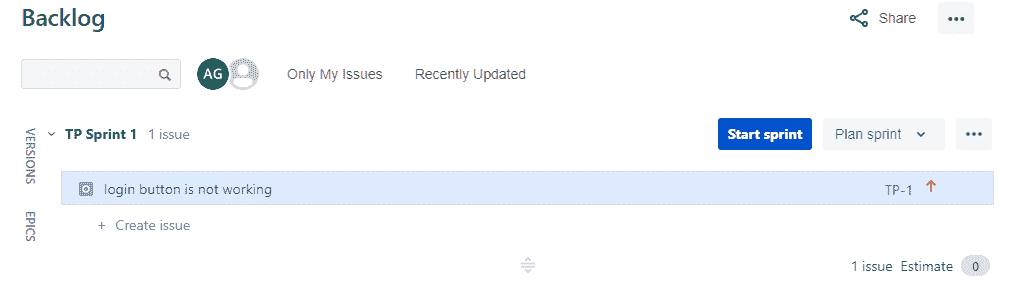 Backlog
Share
AG
Only My Issues
Recently Updated
VERSIONS
TP Sprint 1 1 issue
Start sprint
Plan sprint
login button is not working
TP-1
EPICS
+ Create issue
1 issue Estimate 0